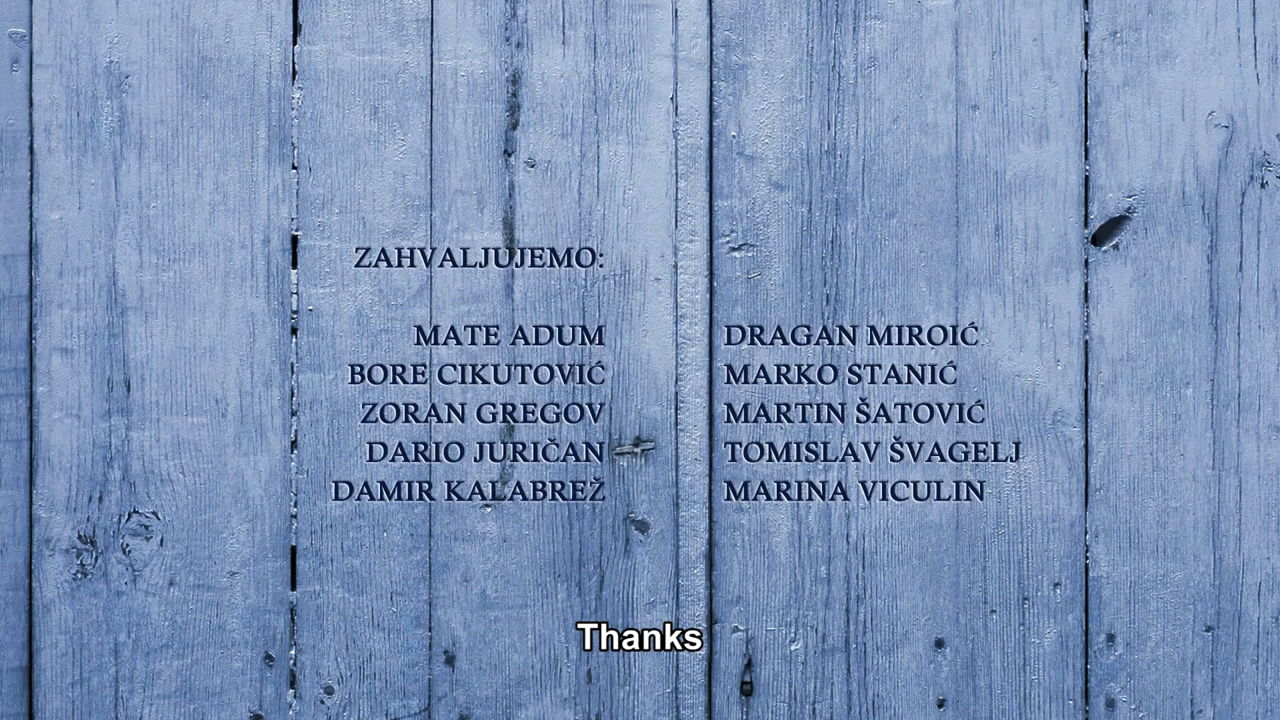 ZAHVALJUJEMO:
MATE ADUM
BORE CIKUTOVIĆ
ZORAN GREGOV
DARIO JURIČAN
DAMIR KALABREŽ
DRAGAN MIROIĆ
MARKO STANIĆ
MARTIN ŠATOVIĆ
TOMISLAV ŠVAGELJ
MARINA VICULIN
Thanks